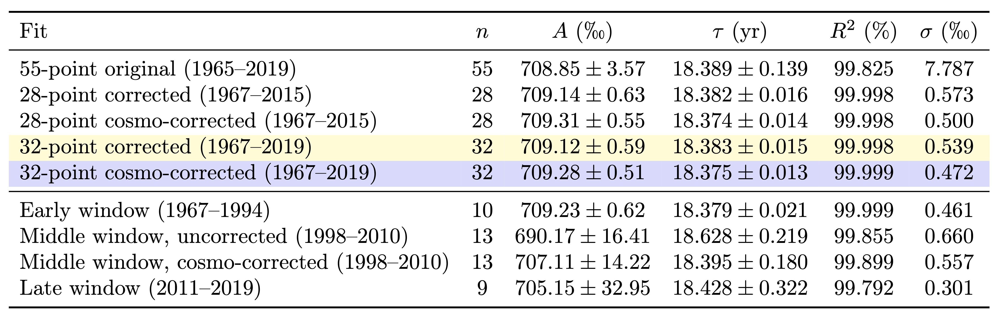 Fit n A (‰) τ (yr) R² (%) σ (‰)
55-point original (1965–2019) 55 708.85 ± 3.57 18.389 ± 0.139 99.825 7.787
28-point corrected (1967–2015) 28 709.14 ± 0.63 18.382 ± 0.016 99.998 0.573
28-point cosmo-corrected (1967–2015) 28 709.31 ± 0.55 18.374 ± 0.014 99.998 0.500
32-point corrected (1967–2019) 32 709.12 ± 0.59 18.383 ± 0.015 99.998 0.539
32-point cosmo-corrected (1967–2019) 32 709.28 ± 0.51 18.375 ± 0.013 99.999 0.472
Early window (1967–1994) 10 709.23 ± 0.62 18.379 ± 0.021 99.999 0.461
Middle window, uncorrected (1998–2010) 13 690.17 ± 16.41 18.628 ± 0.219 99.855 0.660
Middle window, cosmo-corrected (1998–2010) 13 707.11 ± 14.22 18.395 ± 0.180 99.899 0.557
Late window (2011–2019) 9 705.15 ± 32.95 18.428 ± 0.322 99.792 0.301